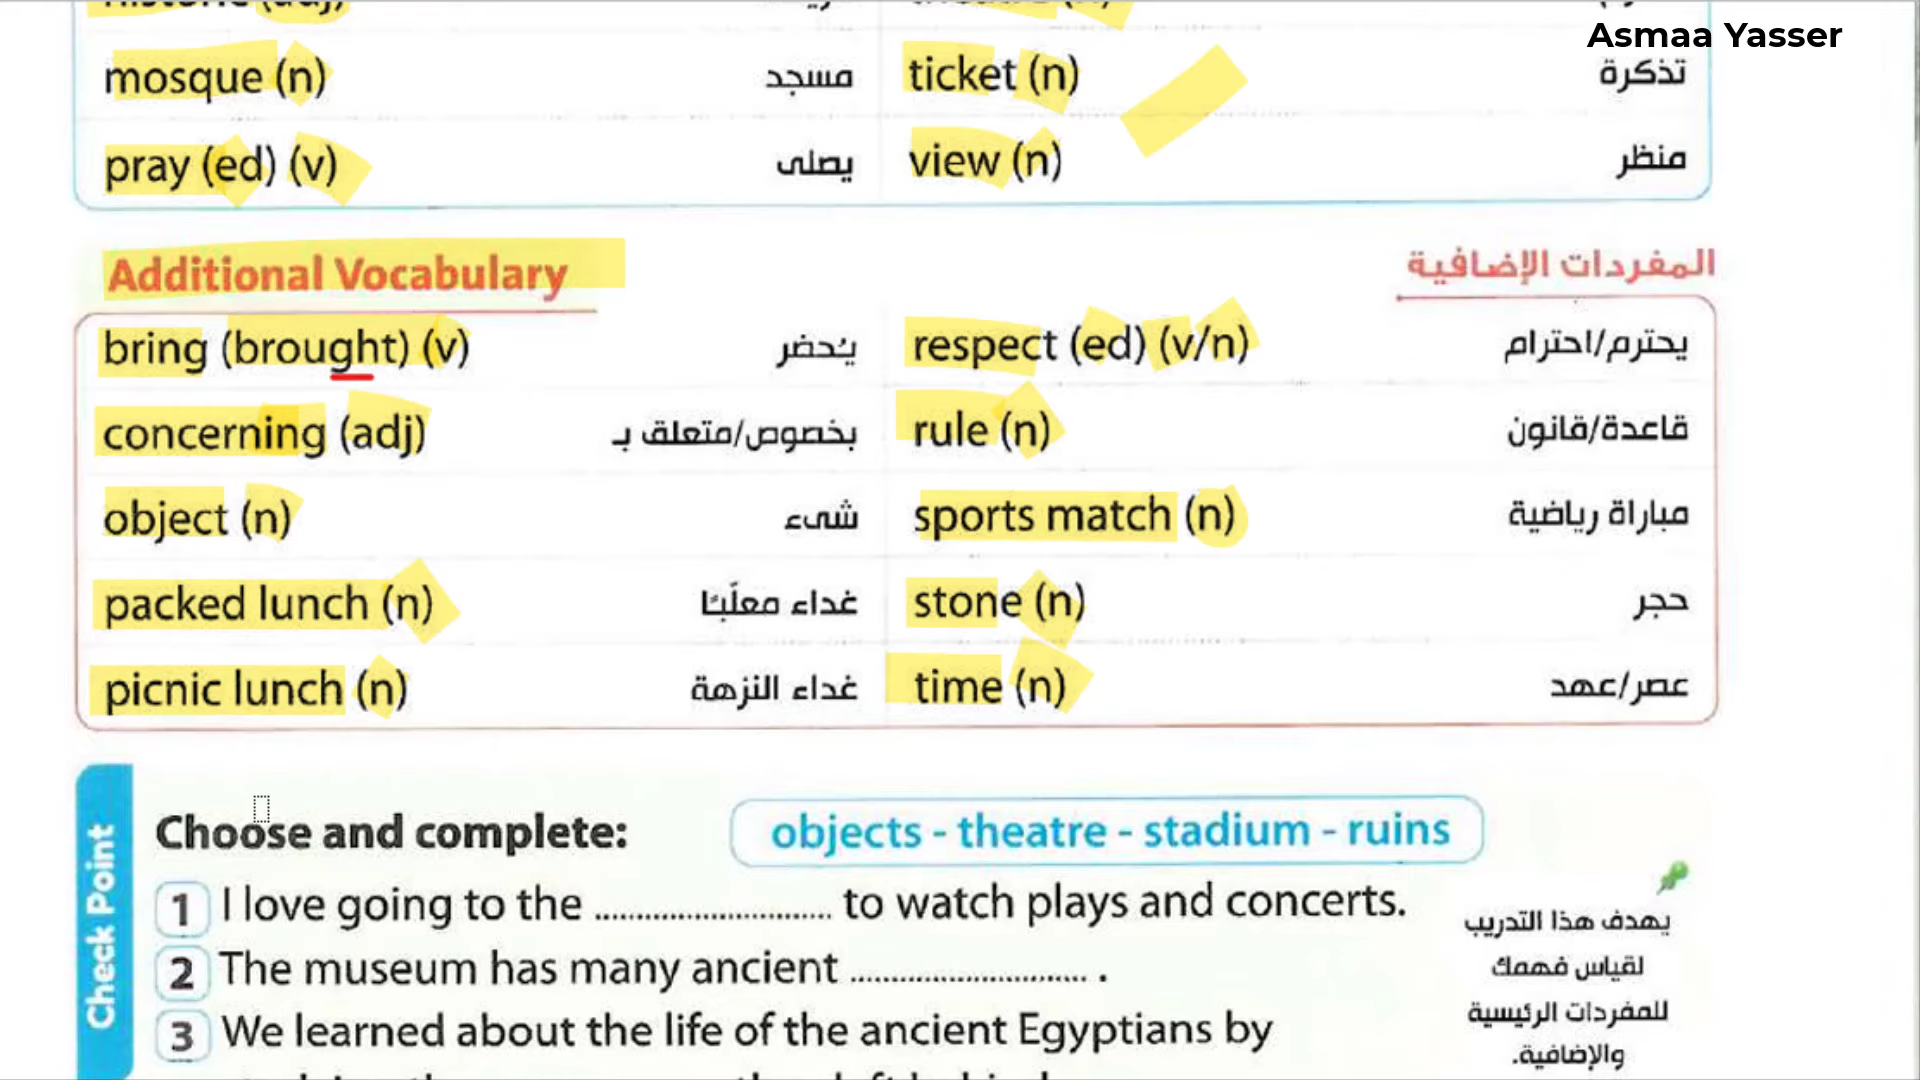 Asmaa Yasser
mosque (n) مسجد ticket (n) تذكرة
pray (ed) (v) يصلى view (n) منظر
Additional Vocabulary المفردات الإضافية
bring (brought) (v) يُحضر respect (ed) (v/n) يحترم/احترام
concerning (adj) بخصوص/متعلق بـ rule (n) قاعدة/قانون
object (n) شىء sports match (n) مباراة رياضية
packed lunch (n) غداء معلّبًا stone (n) حجر
picnic lunch (n) غداء النزهة time (n) عصر/عهد
Check Point
Choose and complete: objects - theatre - stadium - ruins
1 I love going to the ............................ to watch plays and concerts.
2 The museum has many ancient ............................ .
3 We learned about the life of the ancient Egyptians by
يهدف هذا التدريب
لقياس فهمك
للمفردات الرئيسية
والإضافية.